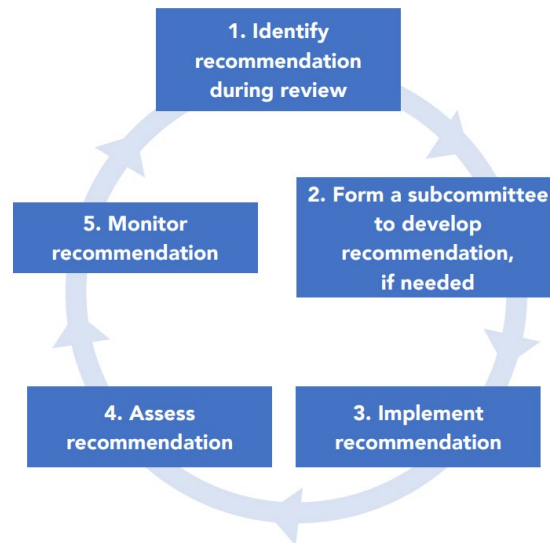 1. Identify
recommendation
during review
2. Form a subcommittee
to develop
recommendation,
if needed
3. Implement
recommendation
4. Assess
recommendation
5. Monitor
recommendation